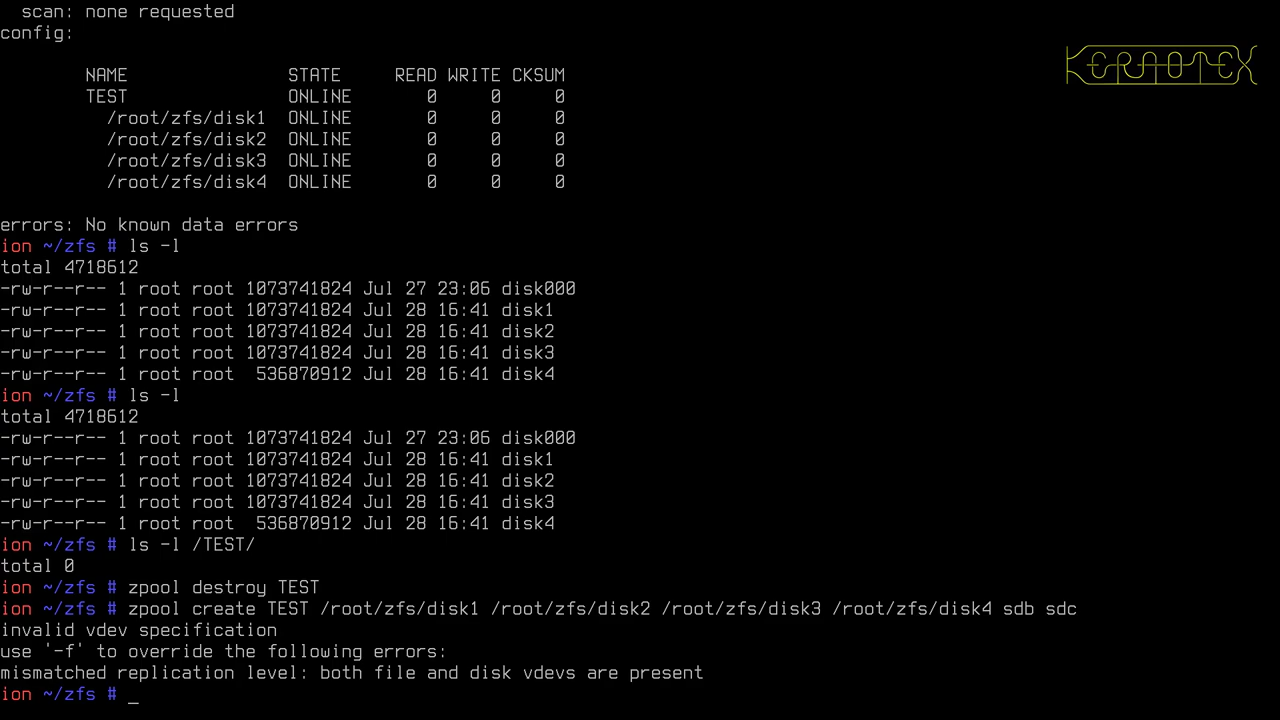 scan: none requested
config:
KERAOTEX
NAME STATE READ WRITE CKSUM
TEST ONLINE 0 0 0
/root/zfs/disk1 ONLINE 0 0 0
/root/zfs/disk2 ONLINE 0 0 0
/root/zfs/disk3 ONLINE 0 0 0
/root/zfs/disk4 ONLINE 0 0 0
errors: No known data errors
ion ~/zfs # ls -l
total 4718612
-rw-r--r-- 1 root root 1073741824 Jul 27 23:06 disk000
-rw-r--r-- 1 root root 1073741824 Jul 28 16:41 disk1
-rw-r--r-- 1 root root 1073741824 Jul 28 16:41 disk2
-rw-r--r-- 1 root root 1073741824 Jul 28 16:41 disk3
-rw-r--r-- 1 root root 536870912 Jul 28 16:41 disk4
ion ~/zfs # ls -l
total 4718612
-rw-r--r-- 1 root root 1073741824 Jul 27 23:06 disk000
-rw-r--r-- 1 root root 1073741824 Jul 28 16:41 disk1
-rw-r--r-- 1 root root 1073741824 Jul 28 16:41 disk2
-rw-r--r-- 1 root root 1073741824 Jul 28 16:41 disk3
-rw-r--r-- 1 root root 536870912 Jul 28 16:41 disk4
ion ~/zfs # ls -l /TEST/
total 0
ion ~/zfs # zpool destroy TEST
ion ~/zfs # zpool create TEST /root/zfs/disk1 /root/zfs/disk2 /root/zfs/disk3 /root/zfs/disk4 sdb sdc
invalid vdev specification
use '-f' to override the following errors:
mismatched replication level: both file and disk vdevs are present
ion ~/zfs # _